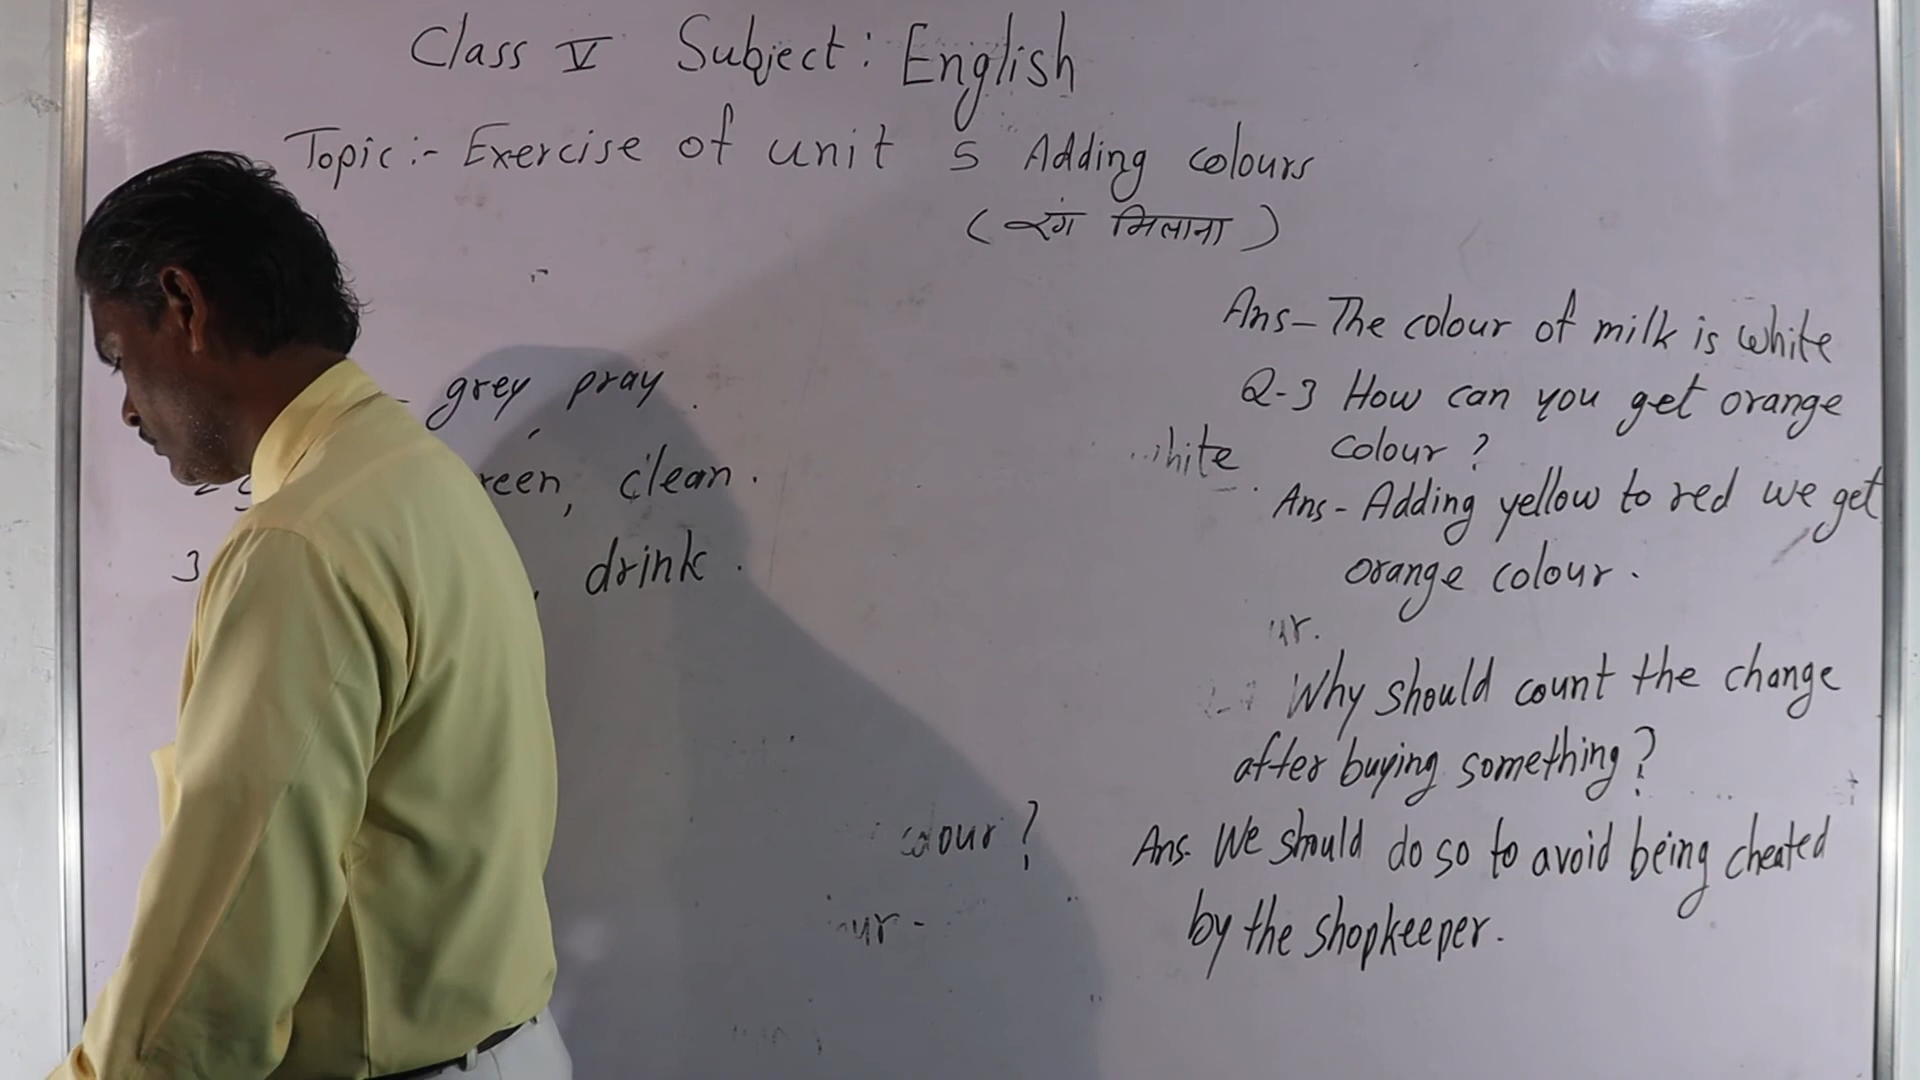 Class V Subject: English
Topic:- Exercise of unit 5 Adding colours
(रंग मिलाना)
- grey, pray.
clean.
3
drink.
colour?
Ans- The colour of milk is white
Q-3 How can you get orange
colour?
Ans- Adding yellow to red we get
orange colour.
Why should count the change
after buying something?
Ans. We should do so to avoid being cheated
by the shopkeeper.